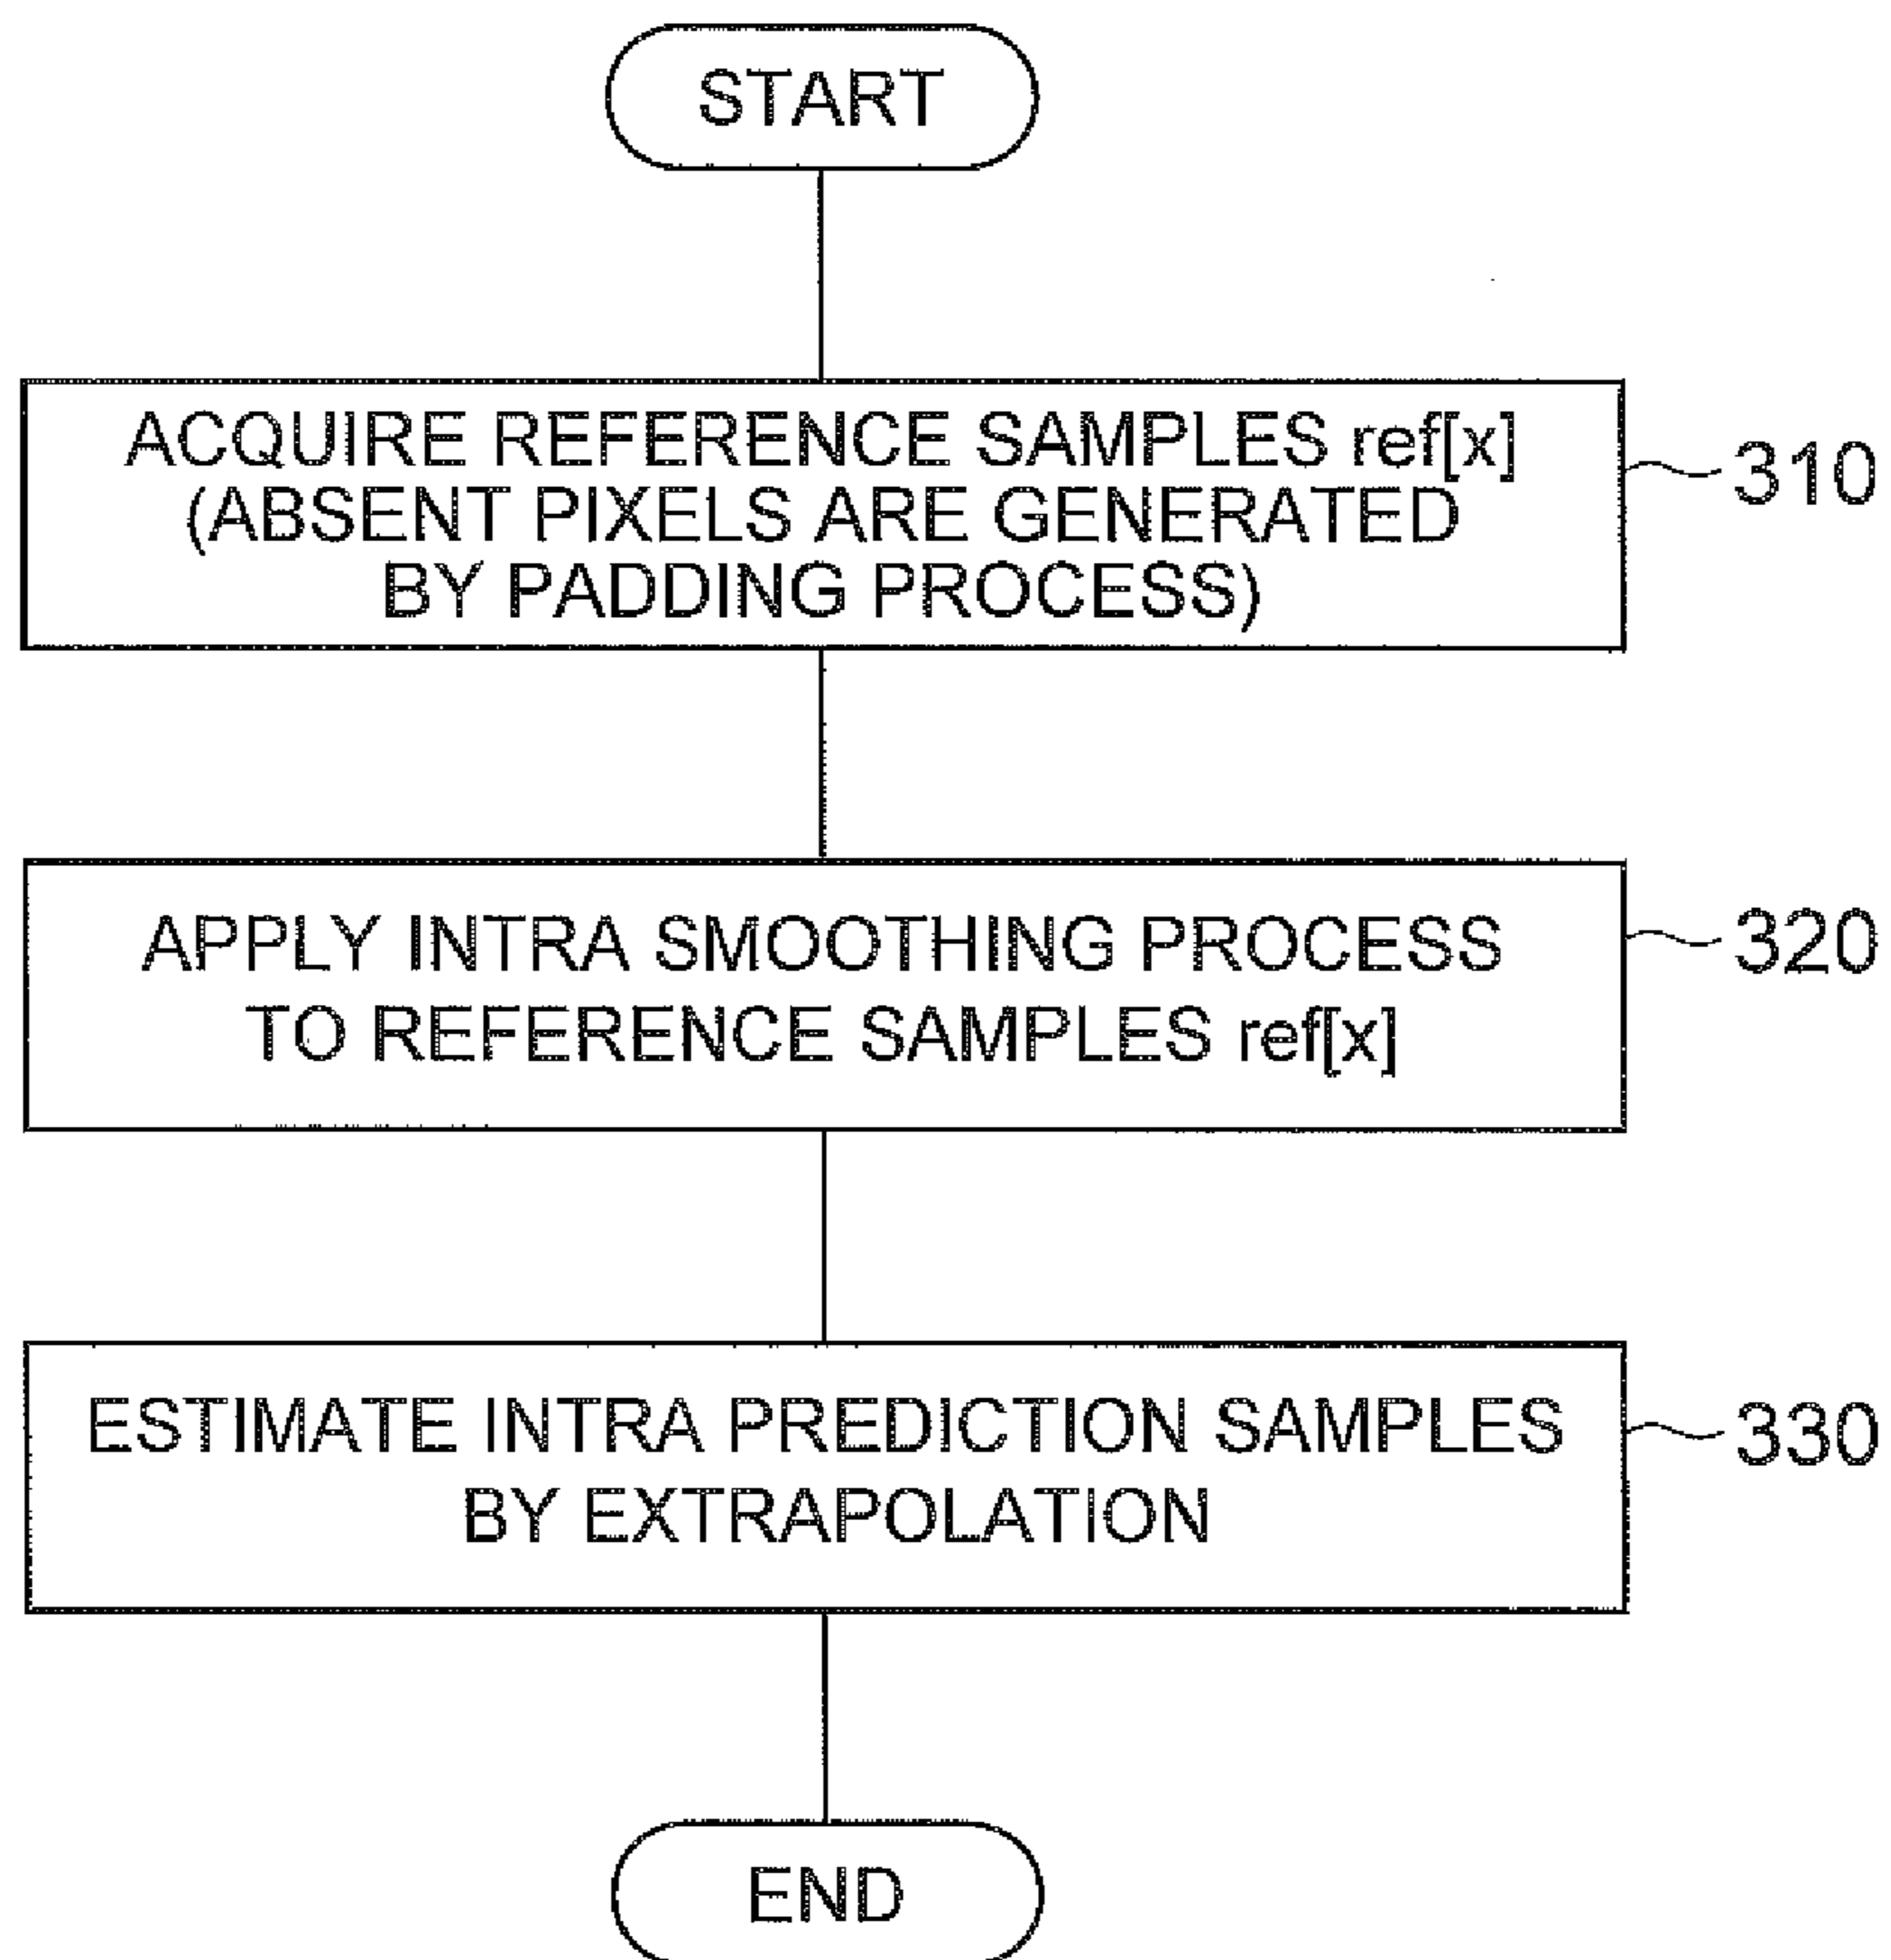 START
ACQUIRE REFERENCE SAMPLES ref[x]
(ABSENT PIXELS ARE GENERATED
BY PADDING PROCESS)
310
APPLY INTRA SMOOTHING PROCESS
TO REFERENCE SAMPLES ref[x]
320
ESTIMATE INTRA PREDICTION SAMPLES
BY EXTRAPOLATION
330
END